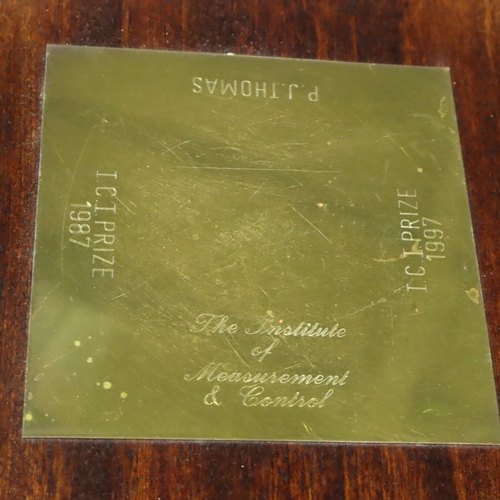 P.J.THOMAS
I.C.I.PRIZE
1987
I.C.I.PRIZE
1997
The Institute
of
Measurement
& Control